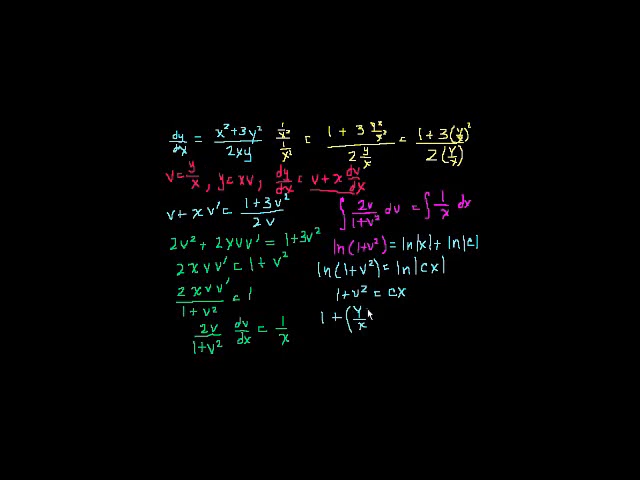 dy/dx = (x²+3y²)/(2xy) (1/x²)/(1/x²) = (1+3 y²/x²)/(2 y/x) = (1+3(y/x)²)/(2(y/x))
v=y/x, y=xv, dy/dx = v+x dv/dx
v+xv' = (1+3v²)/(2v)
2v²+2xvv' = 1+3v²
2xvv' = 1+v²
2xvv'/(1+v²) = 1
2v/(1+v²) dv/dx = 1/x
∫ 2v/(1+v²) dv = ∫ 1/x dx
ln(1+v²) = ln|x| + ln|c|
ln(1+v²) = ln|cx|
1+v² = cx
1+(y/x